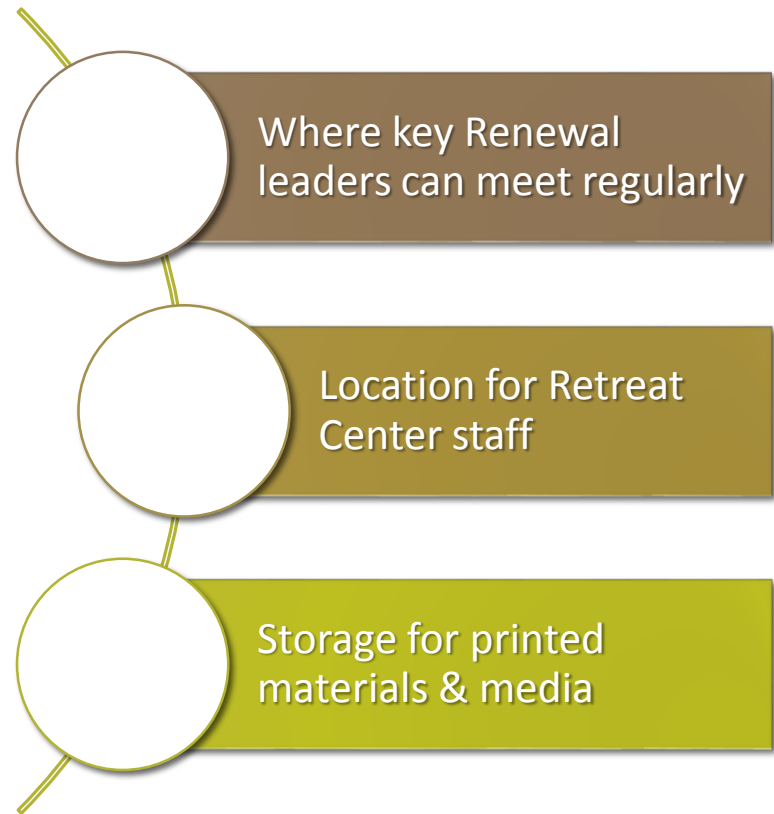 Where key Renewal
leaders can meet regularly
Location for Retreat
Center staff
Storage for printed
materials & media